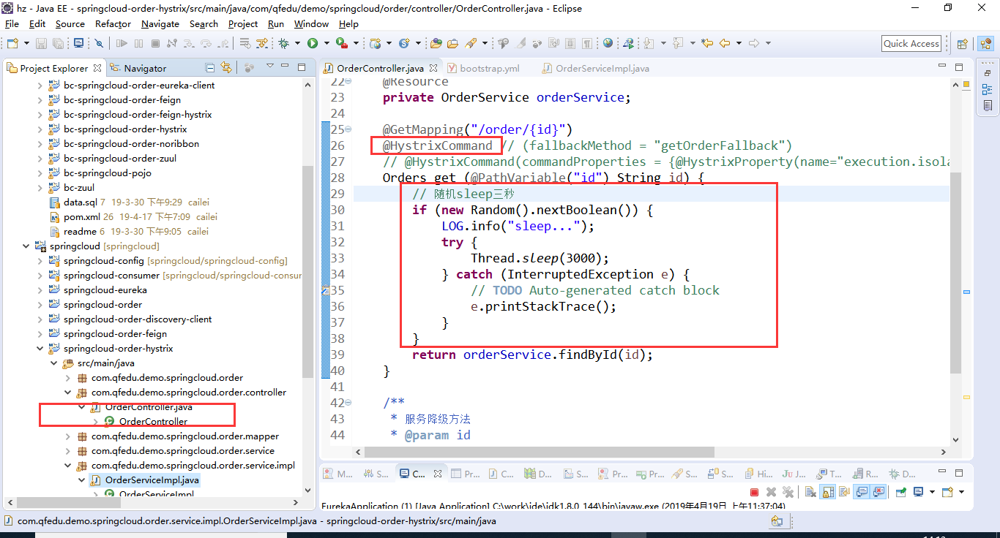 hz - Java EE - springcloud-order-hystrix/src/main/java/com/qfedu/demo/springcloud/order/controller/OrderController.java - Eclipse
File Edit Source Refactor Navigate Search Project Run Window Help
Quick Access
Project Explorer Navigator
bc-springcloud-order-eureka-client
bc-springcloud-order-feign
bc-springcloud-order-feign-hystrix
bc-springcloud-order-hystrix
bc-springcloud-order-noribbon
bc-springcloud-order-zuul
bc-springcloud-pojo
bc-zuul
data.sql 7 19-3-30 下午9:29 cailei
pom.xml 26 19-4-17 下午7:09 cailei
readme 6 19-3-30 下午9:05 cailei
springcloud [springcloud]
springcloud-config [springcloud/springcloud-config]
springcloud-consumer [springcloud/springcloud-consur
springcloud-eureka
springcloud-order
springcloud-order-discovery-client
springcloud-order-feign
springcloud-order-hystrix
src/main/java
com.qfedu.demo.springcloud.order
com.qfedu.demo.springcloud.order.controller
OrderController.java
OrderController
com.qfedu.demo.springcloud.order.mapper
com.qfedu.demo.springcloud.order.service
com.qfedu.demo.springcloud.order.service.impl
OrderServiceImpl.java
OrderServiceImpl
OrderController.java bootstrap.yml OrderServiceImpl.java
22 @Resource
23 private OrderService orderService;
24
25 @GetMapping("/order/{id}")
26 @HystrixCommand // (fallbackMethod = "getOrderFallback")
27 // @HystrixCommand(commandProperties = {@HystrixProperty(name="execution.isola
28 Orders get (@PathVariable("id") String id) {
29 // 随机sleep三秒
30 if (new Random().nextBoolean()) {
31 LOG.info("sleep...");
32 try {
33 Thread.sleep(3000);
34 } catch (InterruptedException e) {
35 // TODO Auto-generated catch block
36 e.printStackTrace();
37 }
38 }
39 return orderService.findById(id);
40 }
41
42 /**
43 * 服务降级方法
44 * @param id
M... S... C... Pr... C... D... S... Pr... Pr... S... S... Hi... Ju J... T... R... D...
EurekaApplication (1) [Java Application] C:\work\ide\jdk1.8.0_144\bin\javaw.exe (2019年4月19日 上午11:37:04)
com.qfedu.demo.springcloud.order.service.impl.OrderServiceImpl.java - springcloud-order-hystrix/src/main/java